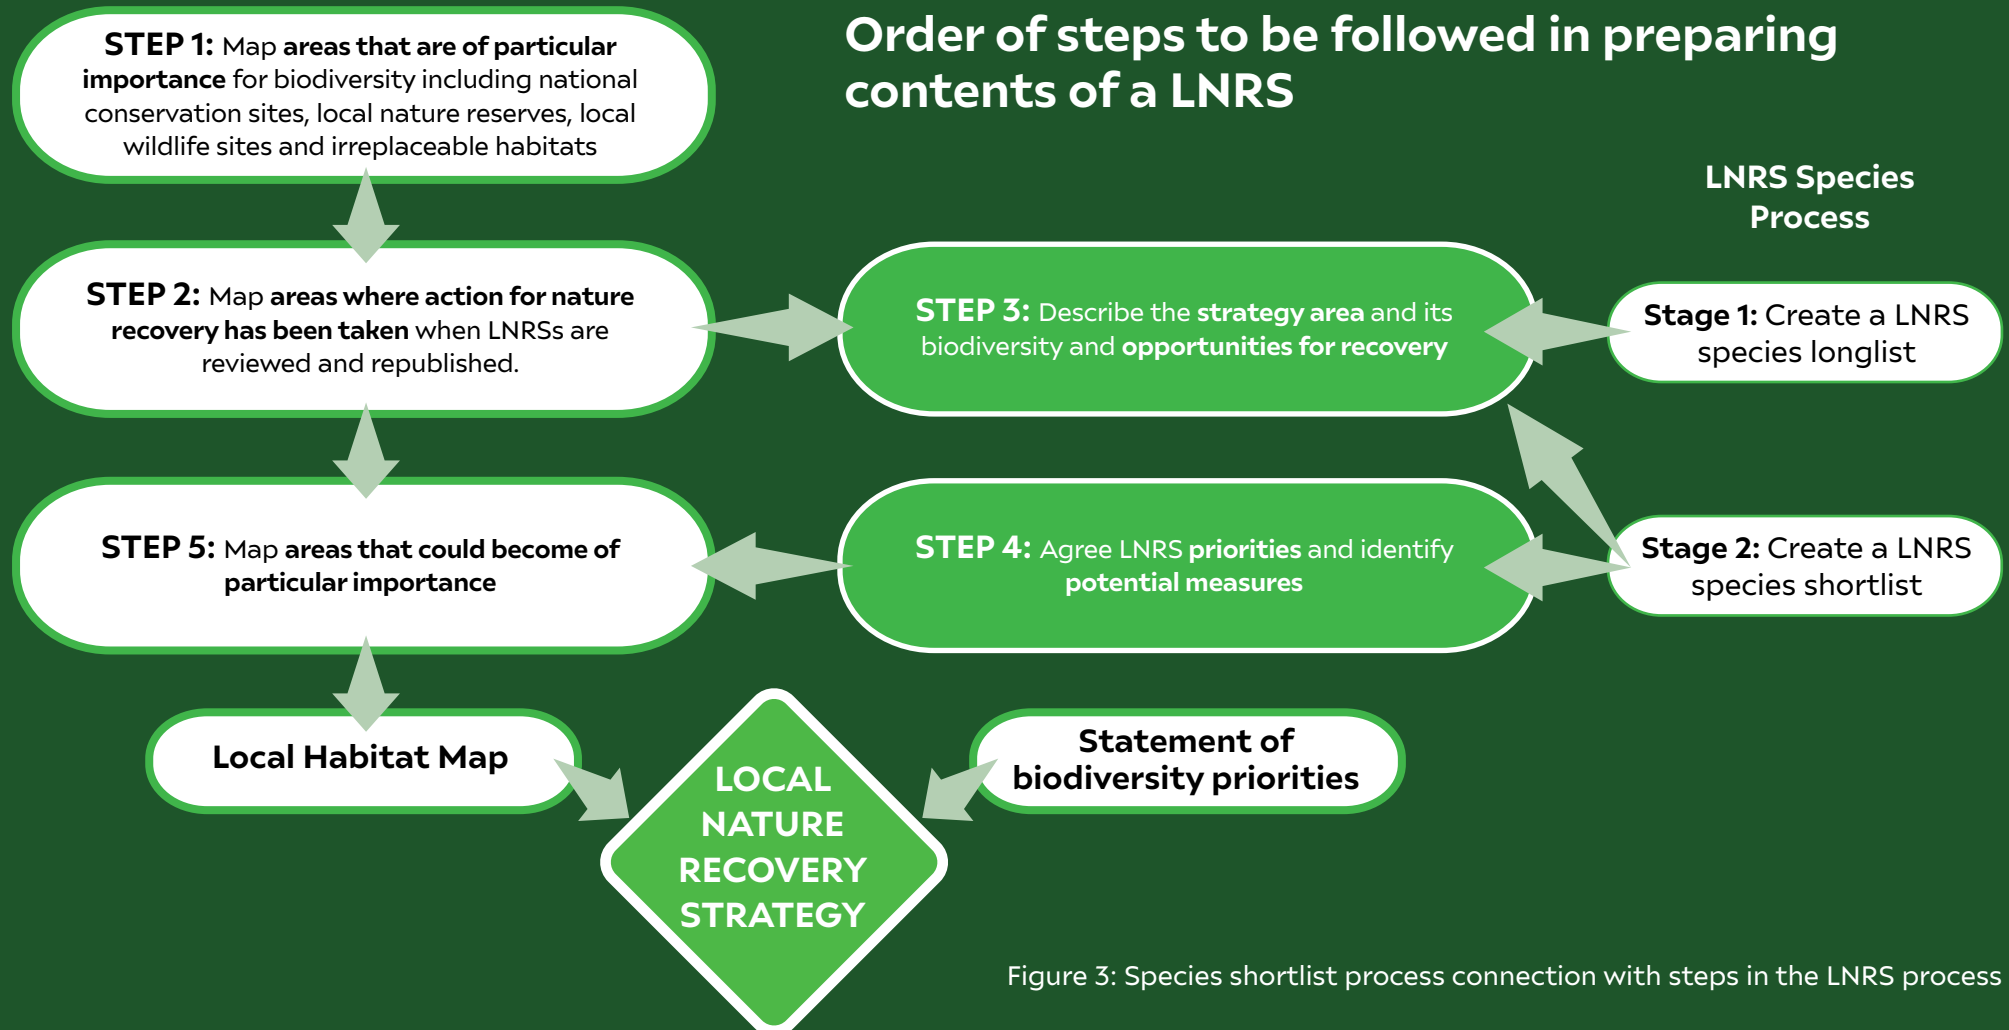 Order of steps to be followed in preparing
contents of a LNRS
STEP 1: Map areas that are of particular
importance for biodiversity including national
conservation sites, local nature reserves, local
wildlife sites and irreplaceable habitats
STEP 2: Map areas where action for nature
recovery has been taken when LNRSs are
reviewed and republished.
STEP 3: Describe the strategy area and its
biodiversity and opportunities for recovery
LNRS Species
Process
Stage 1: Create a LNRS
species longlist
STEP 5: Map areas that could become of
particular importance
STEP 4: Agree LNRS priorities and identify
potential measures
Stage 2: Create a LNRS
species shortlist
Local Habitat Map
LOCAL
NATURE
RECOVERY
STRATEGY
Statement of
biodiversity priorities
Figure 3: Species shortlist process connection with steps in the LNRS process